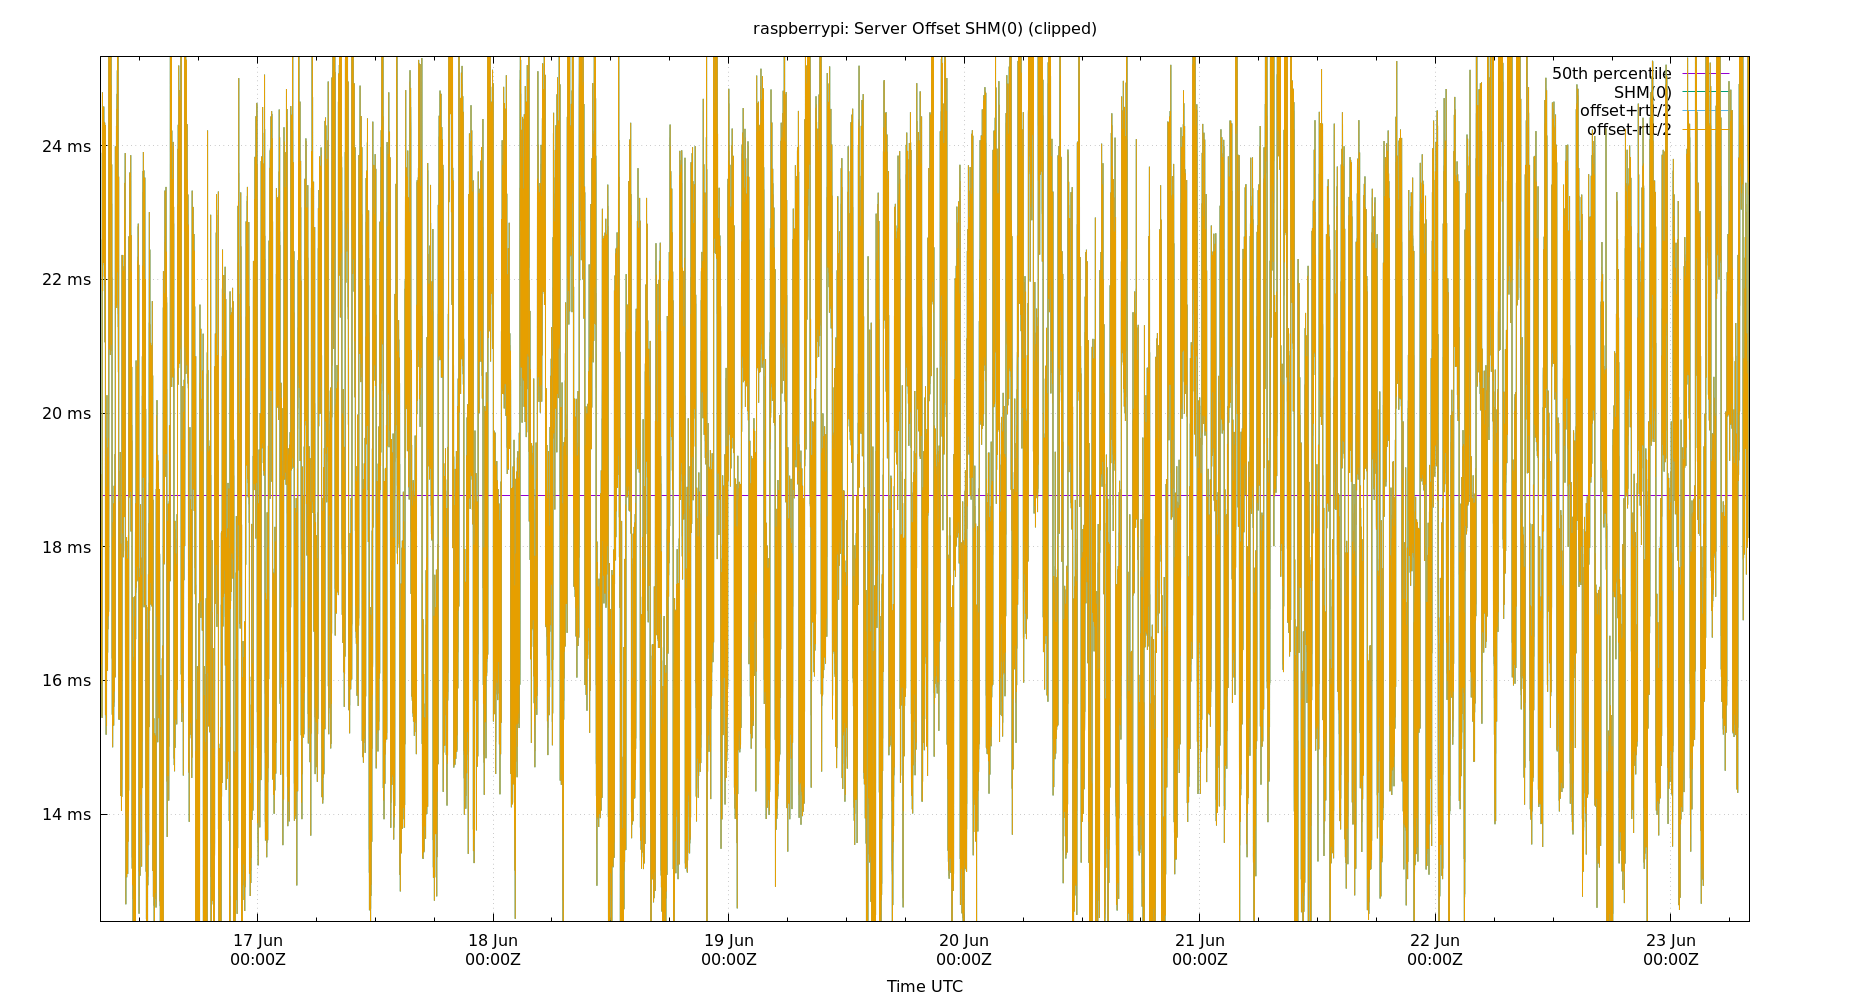 raspberrypi: Server Offset SHM(0) (clipped)
50th percentile
SHM(0)
offset+rtt/2
offset-rtt/2
24 ms
22 ms
20 ms
18 ms
16 ms
14 ms
17 Jun 18 Jun 19 Jun 20 Jun 21 Jun 22 Jun 23 Jun
00:00Z 00:00Z 00:00Z 00:00Z 00:00Z 00:00Z 00:00Z
Time UTC